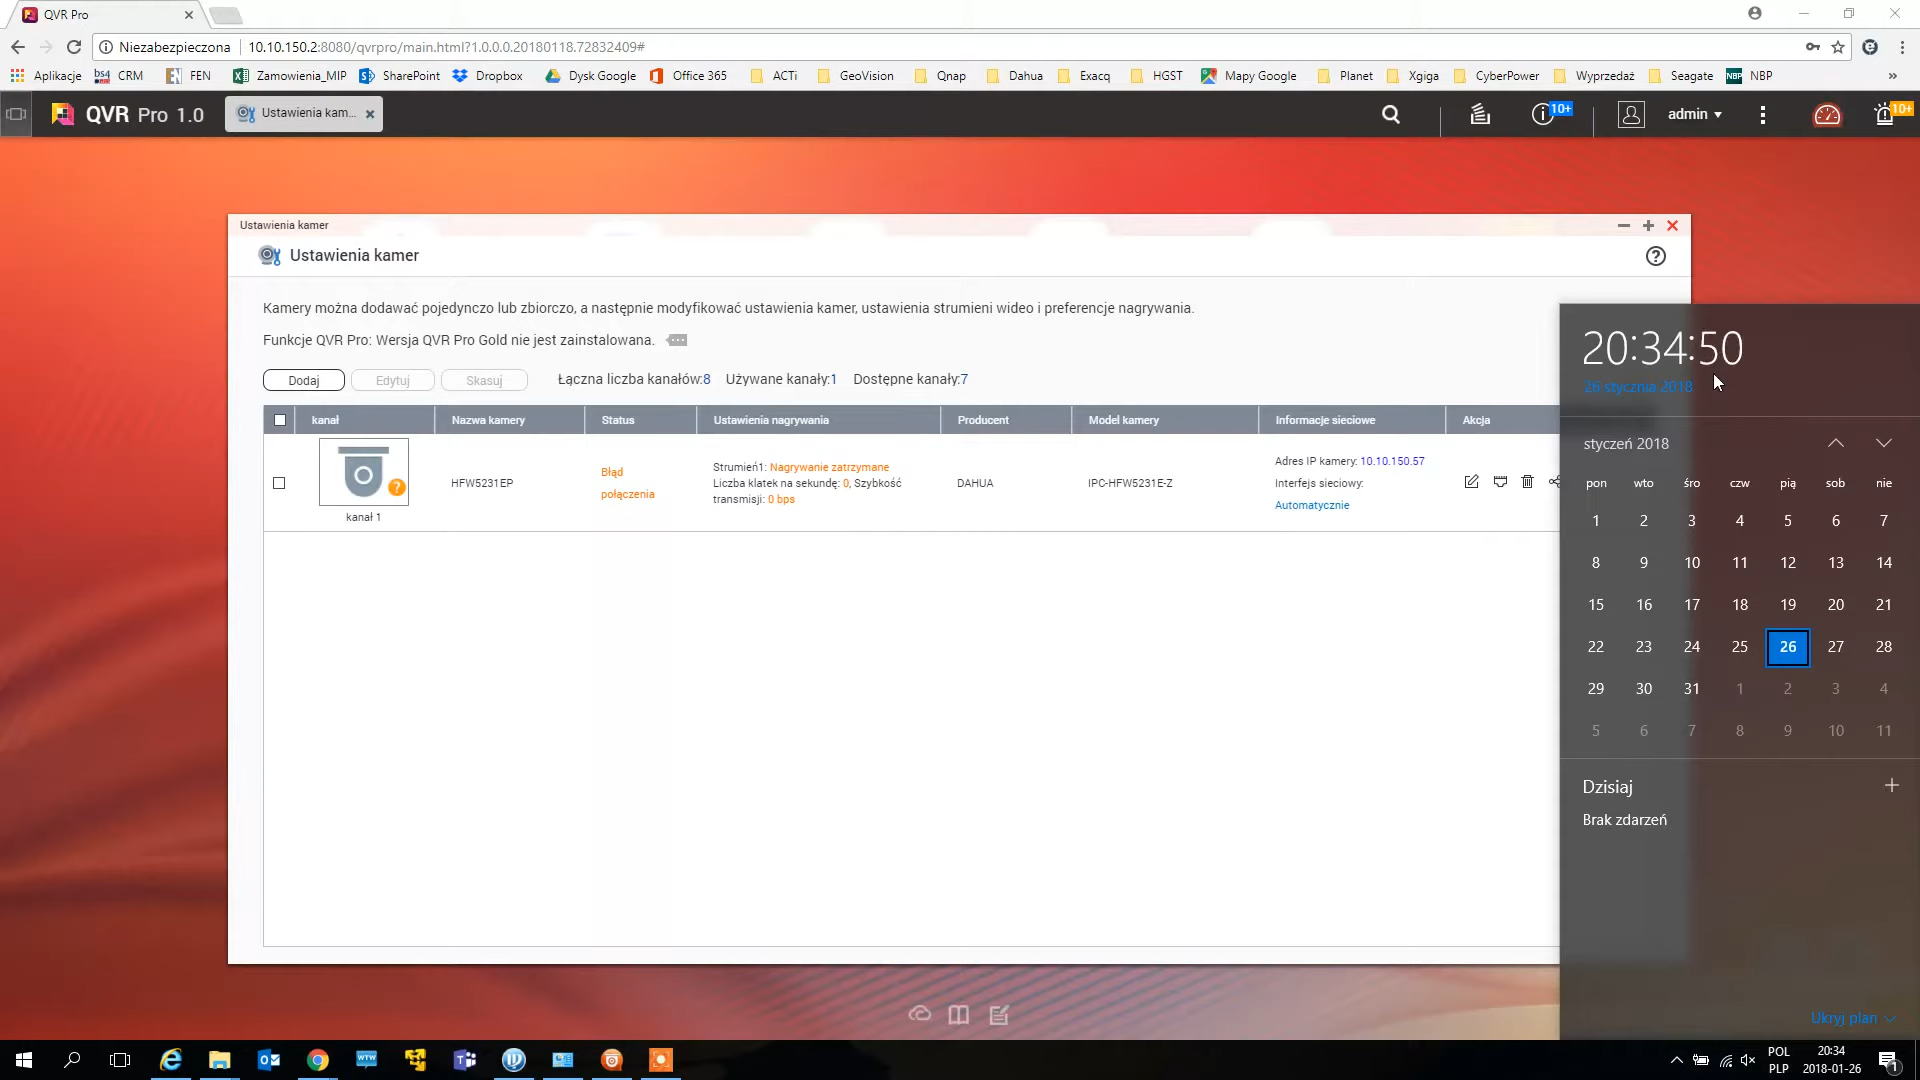 QVR Pro
Niezabezpieczona
10.10.150.2:8080/qvrpro/main.html?1.0.0.0.20180118.72832409#
Aplikacje
bs4 CRM
FEN
Zamowienia_MIP
SharePoint
Dropbox
Dysk Google
Office 365
ACTi
GeoVision
Qnap
Dahua
Exacq
HGST
Mapy Google
Planet
Xgiga
CyberPower
Wyprzedaż
Seagate
NBP NBP
»
QVR Pro 1.0
Ustawienia kam...
10+
admin
10+
Ustawienia kamer
Ustawienia kamer
Kamery można dodawać pojedynczo lub zbiorczo, a następnie modyfikować ustawienia kamer, ustawienia strumieni wideo i preferencje nagrywania.
Funkcje QVR Pro: Wersja QVR Pro Gold nie jest zainstalowana.
Dodaj
Edytuj
Skasuj
Łączna liczba kanałów:8
Używane kanały:1
Dostępne kanały:7
kanał
Nazwa kamery
Status
Ustawienia nagrywania
Producent
Model kamery
Informacje sieciowe
Akcja
kanał 1
HFW5231EP
Błąd
połączenia
Strumień1: Nagrywanie zatrzymane
Liczba klatek na sekundę: 0, Szybkość
transmisji: 0 bps
DAHUA
IPC-HFW5231E-Z
Adres IP kamery: 10.10.150.57
Interfejs sieciowy:
Automatycznie
20:34:50
26 stycznia 2018
styczeń 2018
pon wto śro czw pią sob nie
1 2 3 4 5 6 7
8 9 10 11 12 13 14
15 16 17 18 19 20 21
22 23 24 25 26 27 28
29 30 31 1 2 3 4
5 6 7 8 9 10 11
Dzisiaj
Brak zdarzeń
Ukryj plan
WTW
POL
PLP
20:34
2018-01-26
1